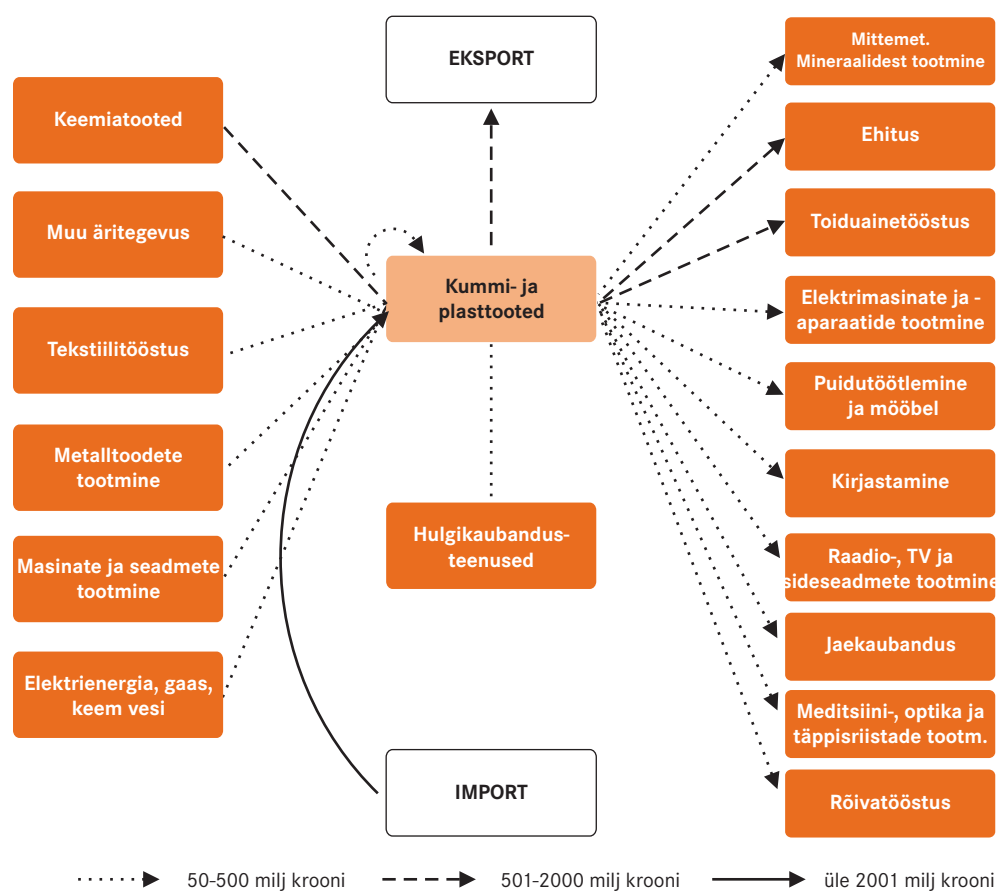 EKSPORT
Keemiatooted
Muu äritegevus
Tekstiilitööstus
Metalltoodete
tootmine
Masinate ja seadmete
tootmine
Elektrienergia, gaas,
keem vesi
Kummi- ja
plasttooted
Hulgikaubandus-
teenused
IMPORT
Mittemet.
Mineraalidest tootmine
Ehitus
Toiduainetööstus
Elektrimasinate ja -
aparaatide tootmine
Puidutöötlemine
ja mööbel
Kirjastamine
Raadio-, TV ja
sideseadmete tootmine
Jaekaubandus
Meditsiini-, optika ja
täppisriistade tootm.
Rõivatööstus
50-500 milj krooni
501-2000 milj krooni
üle 2001 milj krooni